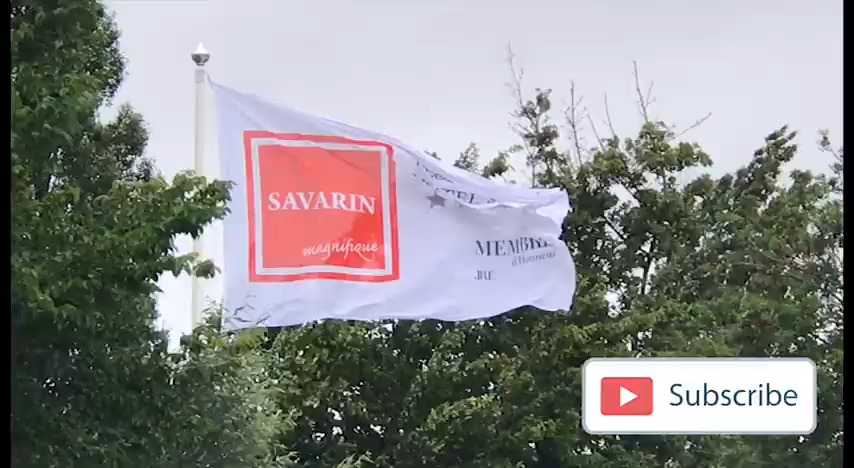 SAVARIN
magnifique
MEMBRE
d'Honneur
Subscribe